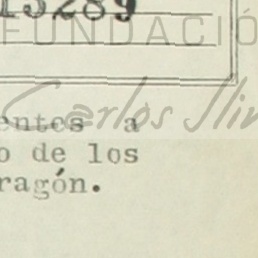 13289
FUNDACIÓ
Carlos Slim
entes a
o de los
ragón.